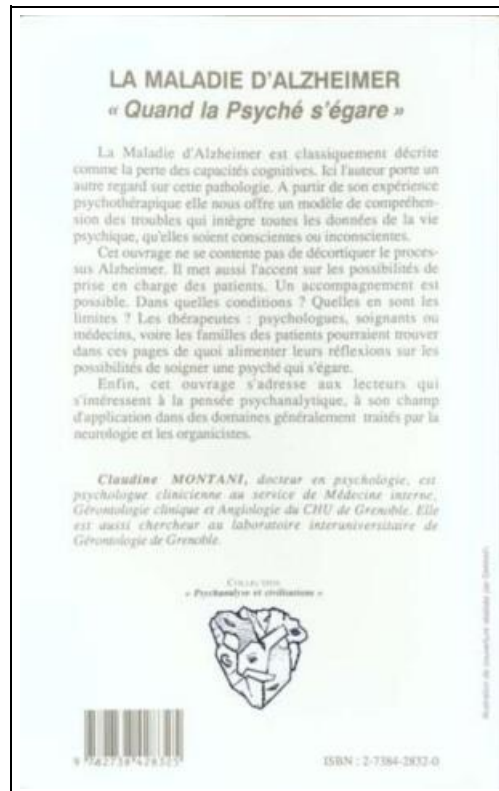 LA MALADIE D'ALZHEIMER
« Quand la Psyché s'égare »
La Maladie d'Alzheimer est classiquement décrite
comme la perte des capacités cognitives. Ici l'auteur porte un
autre regard sur cette pathologie. A partir de son expérience
psychothérapique elle nous offre un modèle de compréhen-
sion des troubles qui intègre toutes les données de la vie
psychique, qu'elles soient conscientes ou inconscientes.
Cet ouvrage ne se contente pas de décortiquer le proces-
sus Alzheimer. Il met aussi l'accent sur les possibilités de
prise en charge des patients. Un accompagnement est
possible. Dans quelles conditions ? Quelles en sont les
limites ? Les thérapeutes : psychologues, soignants ou
médecins, voire les familles des patients pourraient trouver
dans ces pages de quoi alimenter leurs réflexions sur les
possibilités de soigner une psyché qui s'égare.
Enfin, cet ouvrage s'adresse aux lecteurs qui
s'intéressent à la pensée psychanalytique, à son champ
d'application dans des domaines généralement traités par la
neurologie et les organicistes.
Claudine MONTANI, docteur en psychologie, est
psychologue clinicienne au service de Médecine interne,
Gérontologie clinique et Angiologie du CHU de Grenoble. Elle
est aussi chercheur au laboratoire interuniversitaire de
Gérontologie de Grenoble.
COLLECTION
« Psychanalyse et civilisations »
Illustration de couverture réalisée par
9 782738 428325
ISBN : 2-7384-2832-0